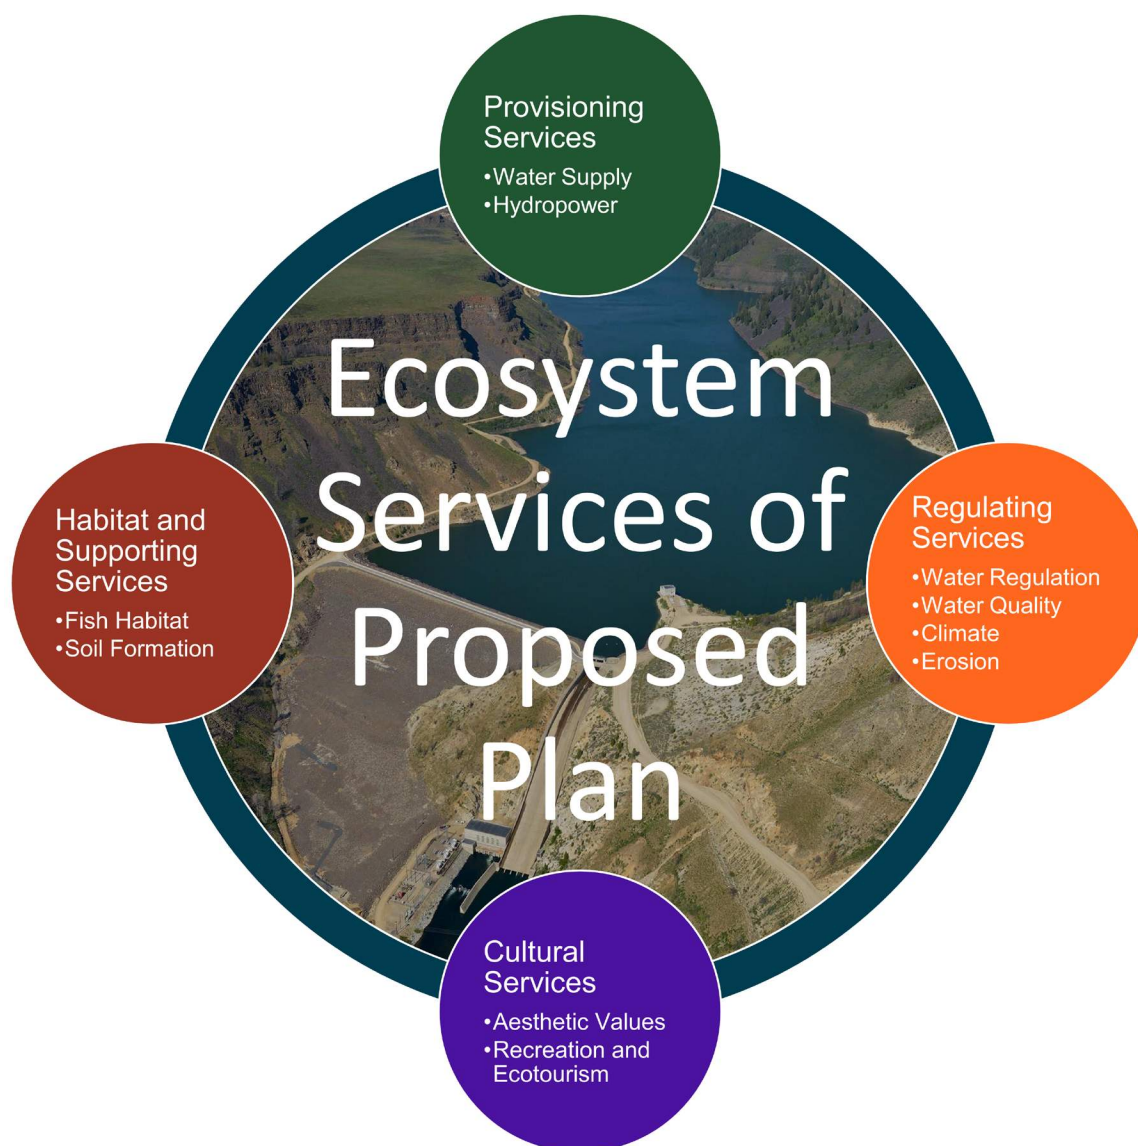 Provisioning
Services
•Water Supply
•Hydropower
Ecosystem
Services of
Proposed
Plan
Habitat and
Supporting
Services
•Fish Habitat
•Soil Formation
Regulating
Services
•Water Regulation
•Water Quality
•Climate
•Erosion
Cultural
Services
•Aesthetic Values
•Recreation and
Ecotourism